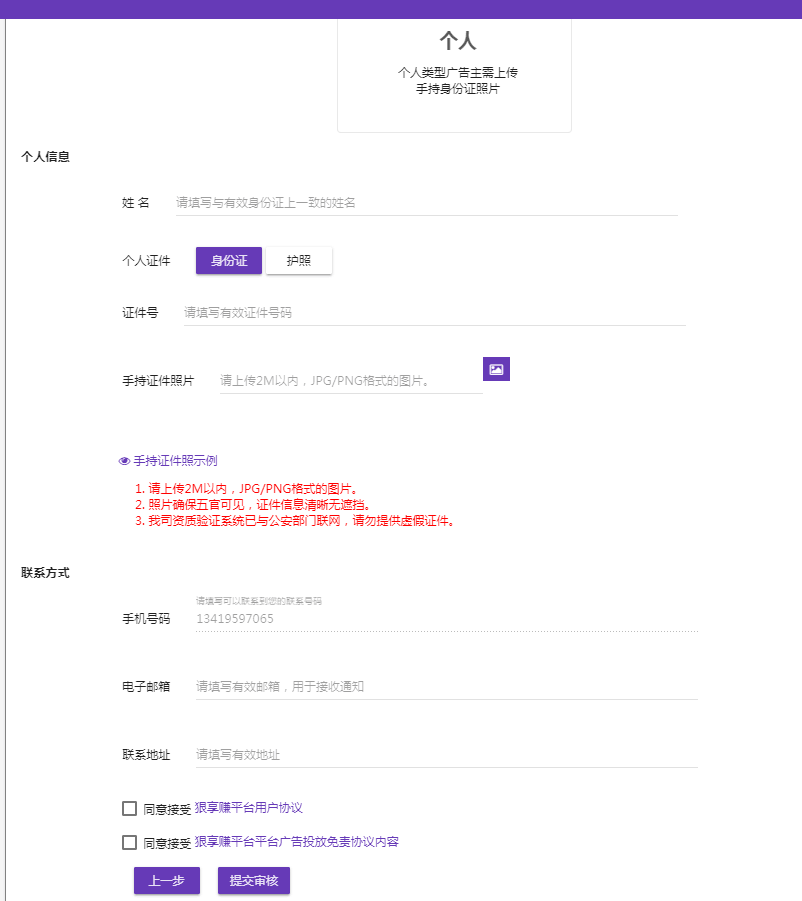 个人
个人类型广告主需上传
手持身份证照片
个人信息
姓 名 请填写与有效身份证上一致的姓名
个人证件 身份证 护照
证件号 请填写有效证件号码
手持证件照片 请上传2M以内，JPG/PNG格式的图片。
手持证件照示例
1. 请上传2M以内，JPG/PNG格式的图片。
2. 照片确保五官可见，证件信息清晰无遮挡。
3. 我司资质验证系统已与公安部门联网，请勿提供虚假证件。
联系方式
请填写可以联系到您的联系号码
手机号码 13419597065
电子邮箱 请填写有效邮箱，用于接收通知
联系地址 请填写有效地址
同意接受 狠享赚平台用户协议
同意接受 狠享赚平台平台广告投放免责协议内容
上一步 提交审核